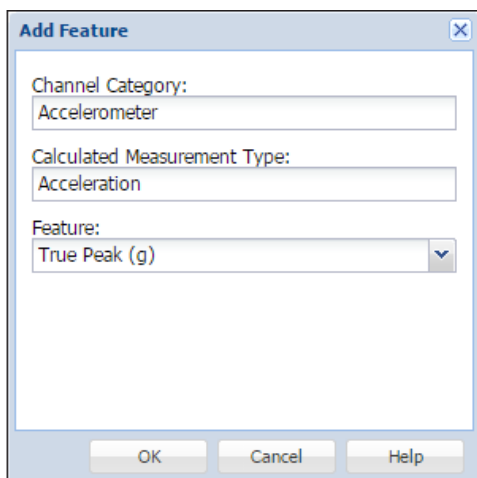 Add Feature
Channel Category:
Accelerometer
Calculated Measurement Type:
Acceleration
Feature:
True Peak (g)
OK Cancel Help